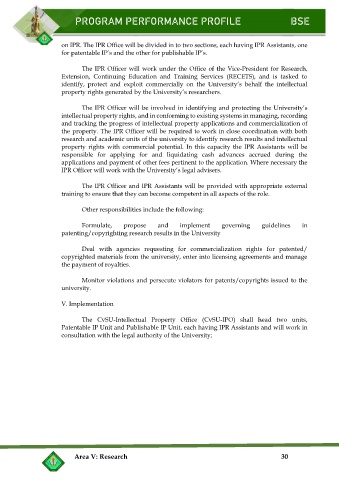 PROGRAM PERFORMANCE PROFILE BSE
on IPR. The IPR Office will be divided in to two sections, each having IPR Assistants, one
for patentable IP's and the other for publishable IP's.
The IPR Officer will work under the Office of the Vice-President for Research,
Extension, Continuing Education and Training Services (RECETS), and is tasked to
identify, protect and exploit commercially on the University's behalf the intellectual
property rights generated by the University's researchers.
The IPR Officer will be involved in identifying and protecting the University's
intellectual property rights, and in conforming to existing systems in managing, recording
and tracking the progress of intellectual property applications and commercialization of
the property. The IPR Officer will be required to work in close coordination with both
research and academic units of the university to identify research results and intellectual
property rights with commercial potential. In this capacity the IPR Assistants will be
responsible for applying for and liquidating cash advances accrued during the
applications and payment of other fees pertinent to the application. Where necessary the
IPR Officer will work with the University's legal advisers.
The IPR Officer and IPR Assistants will be provided with appropriate external
training to ensure that they can become competent in all aspects of the role.
Other responsibilities include the following:
Formulate, propose and implement governing guidelines in
patenting/copyrighting research results in the University
Deal with agencies requesting for commercialization rights for patented/
copyrighted materials from the university, enter into licensing agreements and manage
the payment of royalties.
Monitor violations and persecute violators for patents/copyrights issued to the
university.
V. Implementation
The CvSU-Intellectual Property Office (CvSU-IPO) shall head two units,
Patentable IP Unit and Publishable IP Unit, each having IPR Assistants and will work in
consultation with the legal authority of the University;
Area V: Research 30